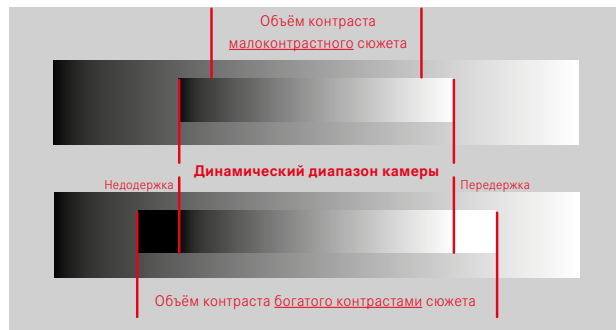 Объём контраста
малоконтрастного сюжета
Динамический диапазон камеры
Недодержка
Передержка
Объём контраста богатого контрастами сюжета